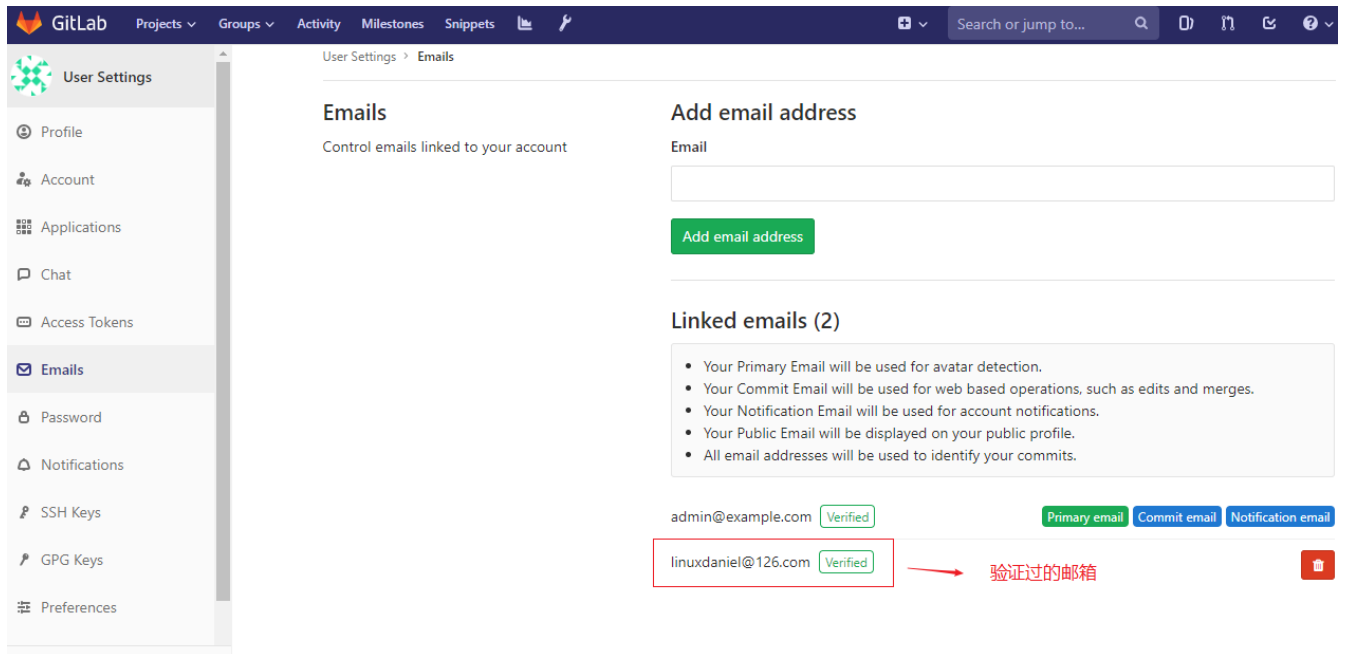 GitLab Projects Groups Activity Milestones Snippets Search or jump to...
User Settings
Profile
Account
Applications
Chat
Access Tokens
Emails
Password
Notifications
SSH Keys
GPG Keys
Preferences
User Settings > Emails
Emails
Control emails linked to your account
Add email address
Email
Add email address
Linked emails (2)
• Your Primary Email will be used for avatar detection.
• Your Commit Email will be used for web based operations, such as edits and merges.
• Your Notification Email will be used for account notifications.
• Your Public Email will be displayed on your public profile.
• All email addresses will be used to identify your commits.
admin@example.com Verified Primary email Commit email Notification email
linuxdaniel@126.com Verified 验证过的邮箱